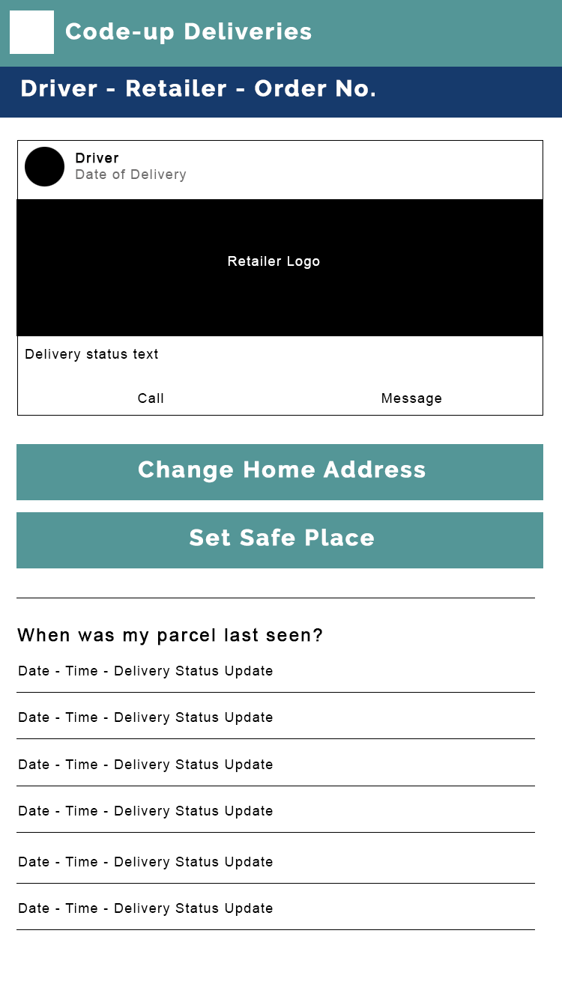 Code-up Deliveries
Driver - Retailer - Order No.
Driver
Date of Delivery
Retailer Logo
Delivery status text
Call Message
Change Home Address
Set Safe Place
When was my parcel last seen?
Date - Time - Delivery Status Update
Date - Time - Delivery Status Update
Date - Time - Delivery Status Update
Date - Time - Delivery Status Update
Date - Time - Delivery Status Update
Date - Time - Delivery Status Update